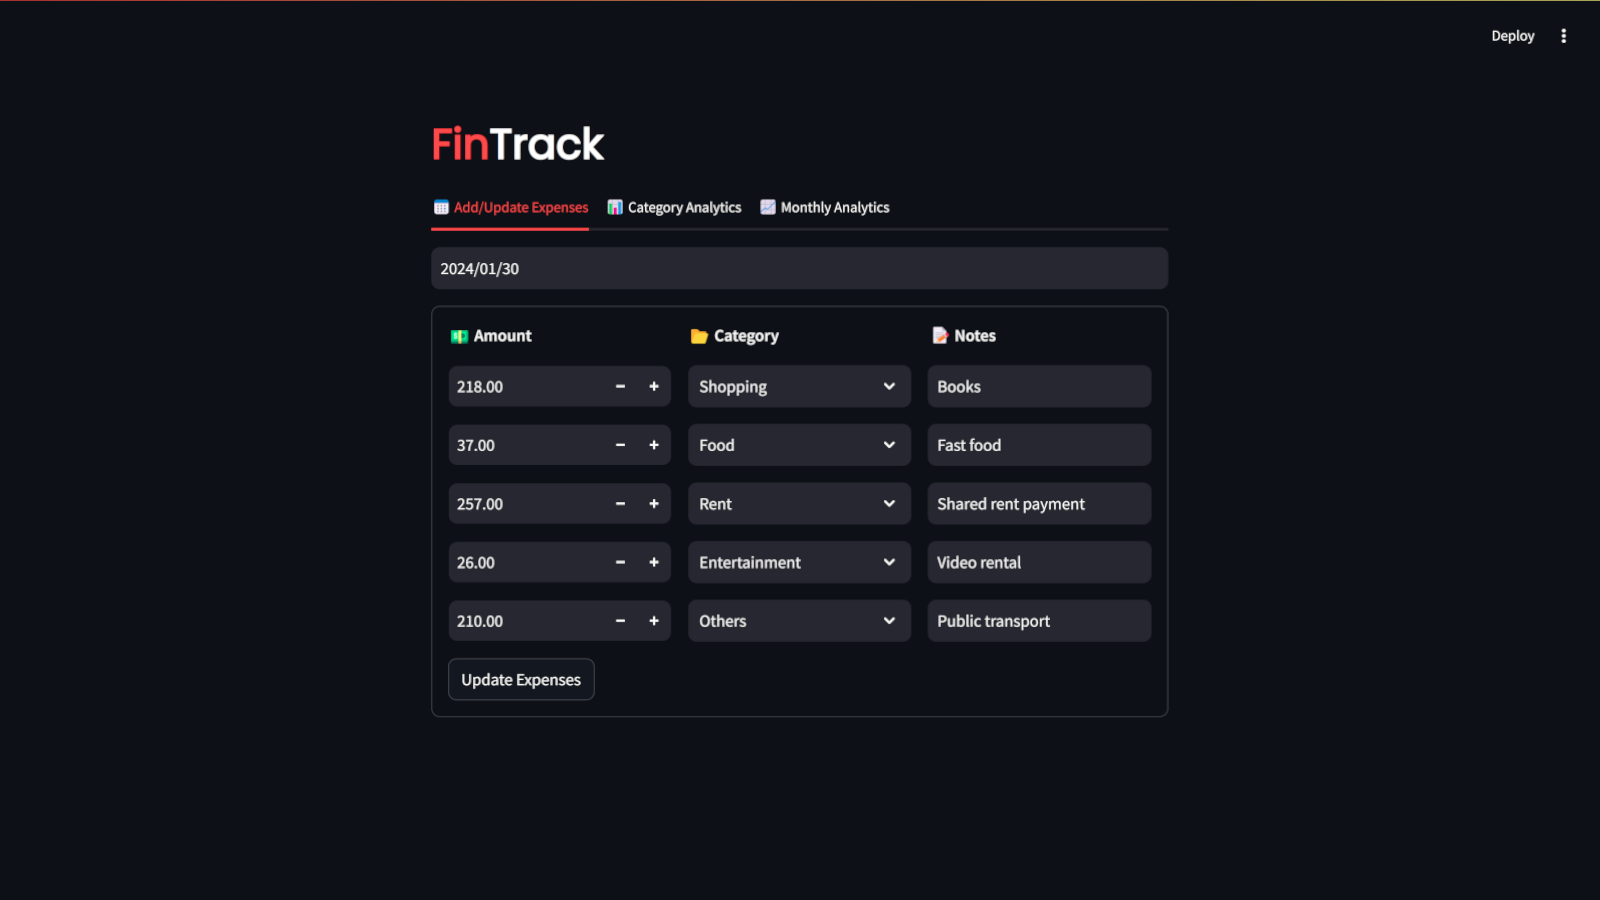 Deploy
FinTrack
Add/Update Expenses Category Analytics Monthly Analytics
2024/01/30
Amount Category Notes
218.00 − + Shopping Books
37.00 − + Food Fast food
257.00 − + Rent Shared rent payment
26.00 − + Entertainment Video rental
210.00 − + Others Public transport
Update Expenses